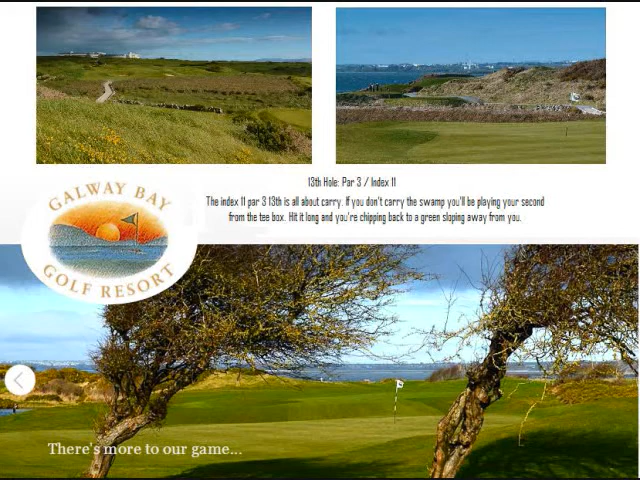 13th Hole: Par 3 / Index 11
The index 11 par 3 13th is all about carry. If you don't carry the swamp you'll be playing your second
from the tee box. Hit it long and you're chipping back to a green sloping away from you.
GALWAY BAY
GOLF RESORT
There's more to our game...